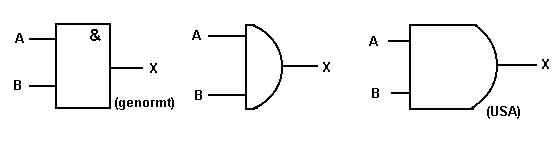 A & X
B
(genormt)
A X
B
A X
B
(USA)